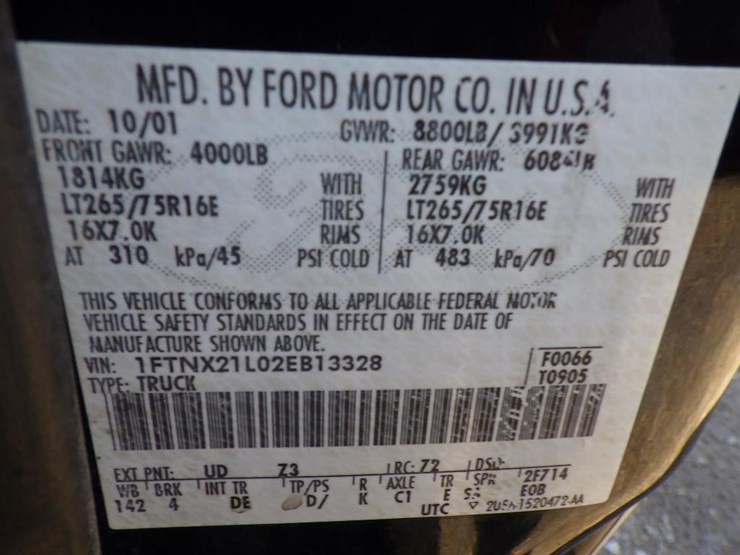 MFD. BY FORD MOTOR CO. IN U.S.A.
DATE: 10/01 GVWR: 8800LB/ 3991KG
FRONT GAWR: 4000LB REAR GAWR: 6084LB
1814KG WITH 2759KG WITH
LT265/75R16E TIRES LT265/75R16E TIRES
16X7.0K RIMS 16X7.0K RIMS
AT 310 kPa/45 PSI COLD AT 483 kPa/70 PSI COLD
THIS VEHICLE CONFORMS TO ALL APPLICABLE FEDERAL MOTOR
VEHICLE SAFETY STANDARDS IN EFFECT ON THE DATE OF
MANUFACTURE SHOWN ABOVE.
VIN: 1FTNX21L02EB13328 F0066
TYPE: TRUCK T0905
EXT PNT: UD Z3 RC: 72 DSO:
WB BRK INT TR TP/PS R AXLE TR SPR 2F714
142 4 DE D/ K C1 E EOB
UTC